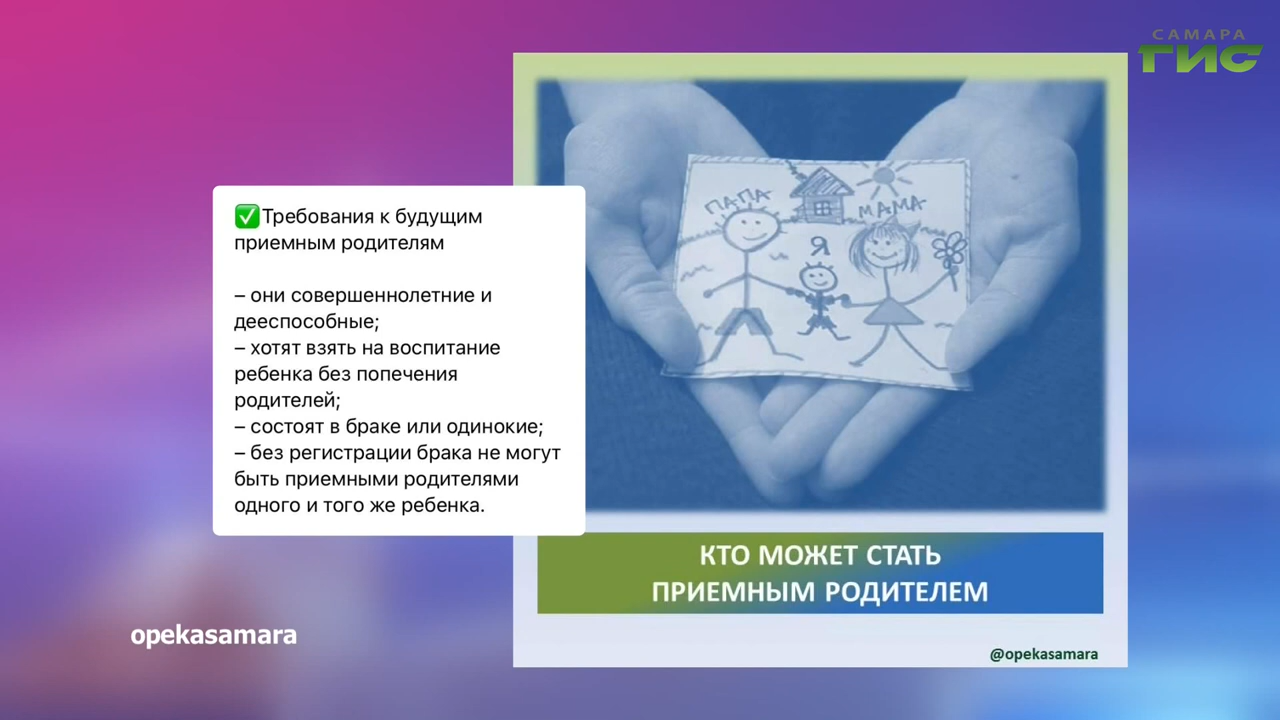 САМАРА
ГИС
✅Требования к будущим
приемным родителям
– они совершеннолетние и
дееспособные;
– хотят взять на воспитание
ребенка без попечения
родителей;
– состоят в браке или одинокие;
– без регистрации брака не могут
быть приемными родителями
одного и того же ребенка.
ПАПА
МАМА
Я
КТО МОЖЕТ СТАТЬ
ПРИЕМНЫМ РОДИТЕЛЕМ
opekasamara
@opekasamara